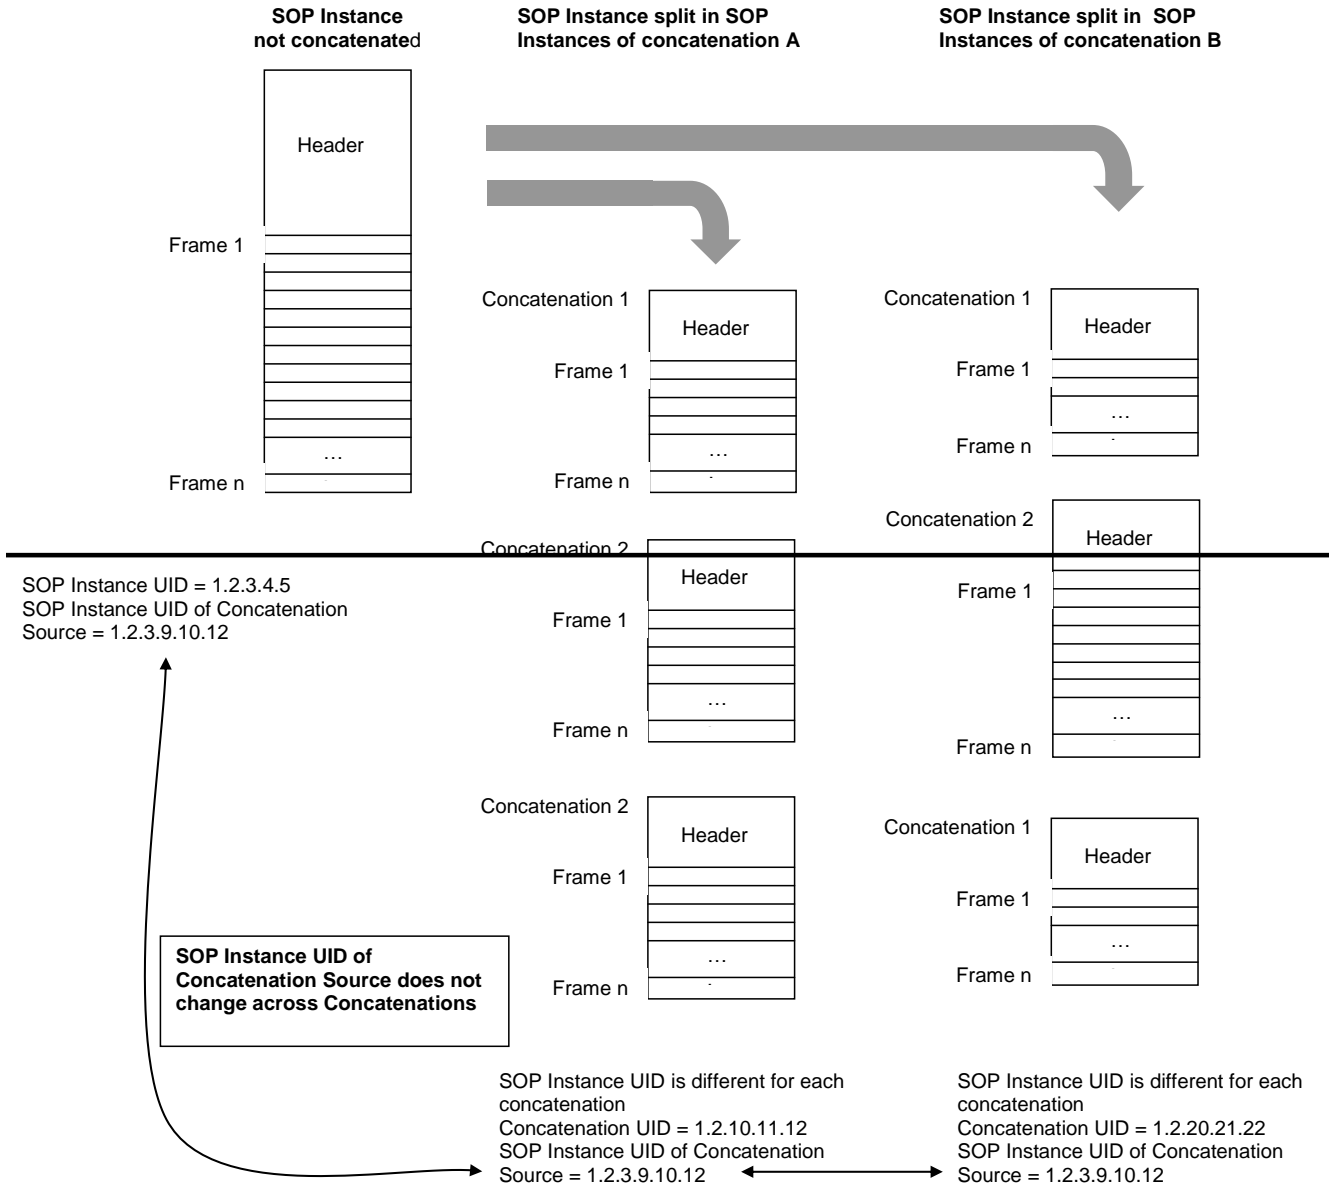 SOP Instance
not concatenated
SOP Instance split in SOP
Instances of concatenation A
SOP Instance split in SOP
Instances of concatenation B
Header
Frame 1
...
Frame n
Concatenation 1
Header
Frame 1
...
Frame n
Concatenation 2
Header
Frame 1
...
Frame n
Concatenation 2
Header
Frame 1
...
Frame n
Concatenation 1
Header
Frame 1
...
Frame n
Concatenation 2
Header
Frame 1
...
Frame n
Concatenation 1
Header
Frame 1
...
Frame n
SOP Instance UID = 1.2.3.4.5
SOP Instance UID of Concatenation
Source = 1.2.3.9.10.12
SOP Instance UID of
Concatenation Source does not
change across Concatenations
SOP Instance UID is different for each
concatenation
Concatenation UID = 1.2.10.11.12
SOP Instance UID of Concatenation
Source = 1.2.3.9.10.12
SOP Instance UID is different for each
concatenation
Concatenation UID = 1.2.20.21.22
SOP Instance UID of Concatenation
Source = 1.2.3.9.10.12